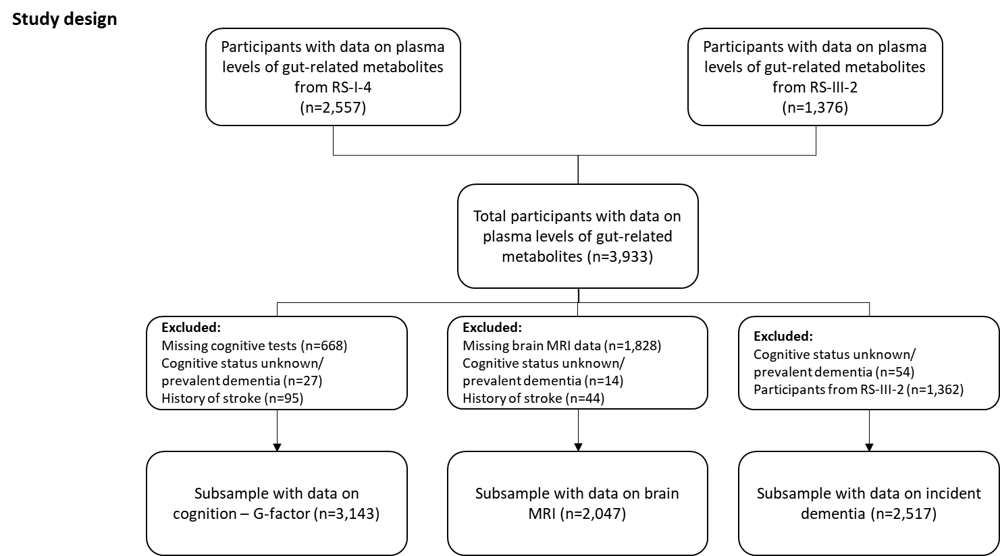 Study design
Participants with data on plasma
levels of gut-related metabolites
from RS-I-4
(n=2,557)
Participants with data on plasma
levels of gut-related metabolites
from RS-III-2
(n=1,376)
Total participants with data on
plasma levels of gut-related
metabolites (n=3,933)
Excluded:
Missing cognitive tests (n=668)
Cognitive status unknown/
prevalent dementia (n=27)
History of stroke (n=95)
Excluded:
Missing brain MRI data (n=1,828)
Cognitive status unknown/
prevalent dementia (n=14)
History of stroke (n=44)
Excluded:
Cognitive status unknown/
prevalent dementia (n=54)
Participants from RS-III-2 (n=1,362)
Subsample with data on
cognition – G-factor (n=3,143)
Subsample with data on brain
MRI (n=2,047)
Subsample with data on incident
dementia (n=2,517)